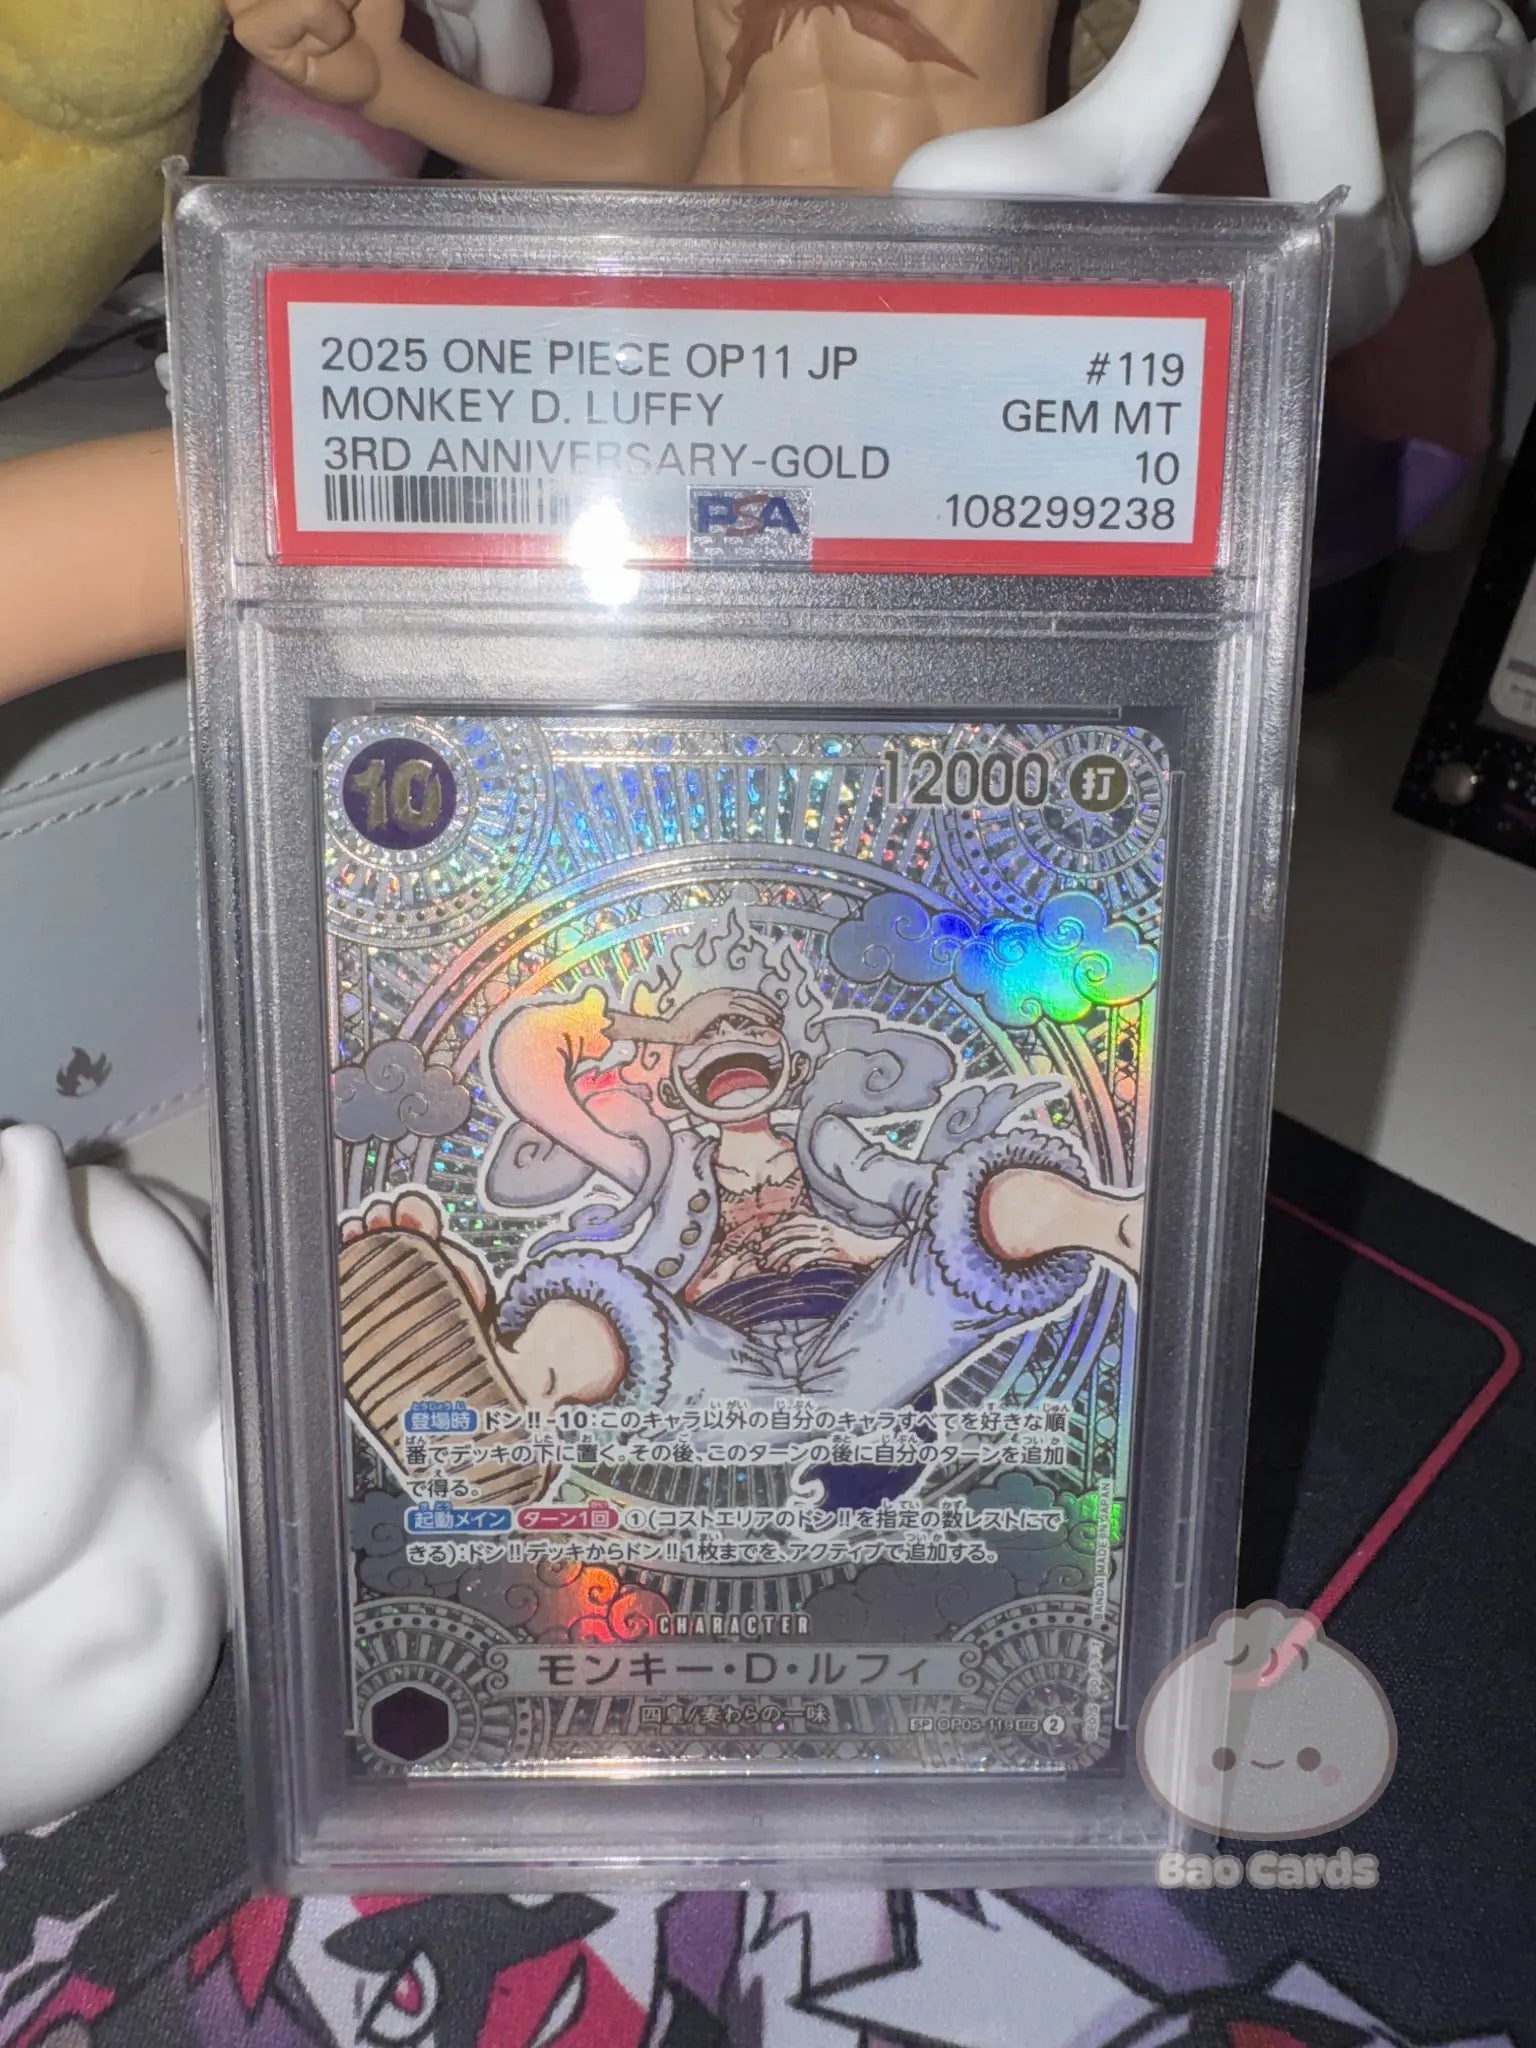 2025 ONE PIECE OP11 JP #119
MONKEY D. LUFFY GEM MT
3RD ANNIVERSARY-GOLD 10
PSA 108299238
10 12000 打
登場時 ドン!!-10:このキャラ以外の自分のキャラすべてを好きな順
番でデッキの下に置く。その後、このターンの後に自分のターンを追加
で得る。
起動メイン ターン1回 ①(コストエリアのドン!!を指定の数レストにで
きる):ドン!!デッキからドン!!1枚までを、アクティブで追加する。
BANDAI MADE IN JAPAN
CHARACTER
モンキー・D・ルフィ
四皇/麦わらの一味 SP OP05-119 SEC 2
Bao Cards